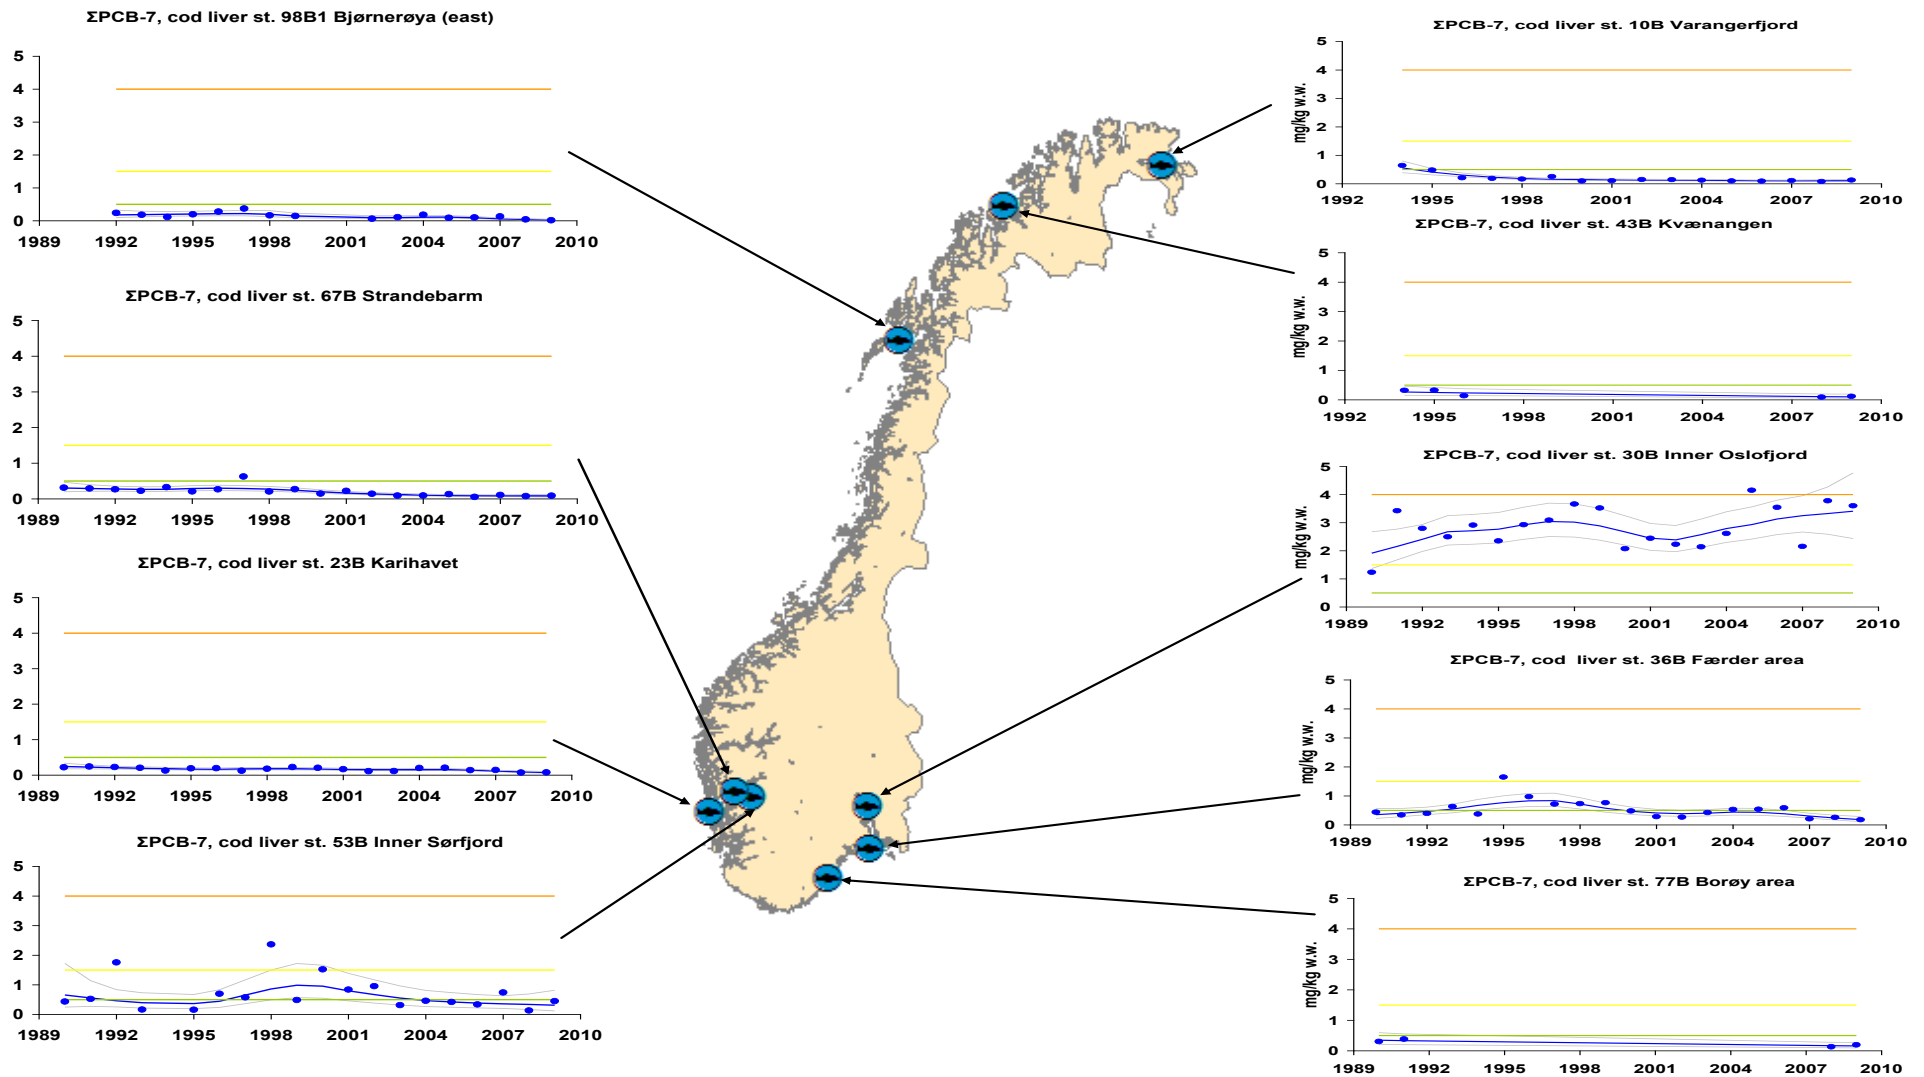 ΣPCB-7, cod liver st. 98B1 Bjørnerøya (east)
5
4
3
2
1
0
1989 1992 1995 1998 2001 2004 2007 2010
ΣPCB-7, cod liver st. 67B Strandebarm
5
4
3
2
1
0
1989 1992 1995 1998 2001 2004 2007 2010
ΣPCB-7, cod liver st. 23B Karihavet
5
4
3
2
1
0
1989 1992 1995 1998 2001 2004 2007 2010
ΣPCB-7, cod liver st. 53B Inner Sørfjord
5
4
3
2
1
0
1989 1992 1995 1998 2001 2004 2007 2010
ΣPCB-7, cod liver st. 10B Varangerfjord
mg/kg w.w.
5
4
3
2
1
0
1992 1995 1998 2001 2004 2007 2010
ΣPCB-7, cod liver st. 43B Kvænangen
mg/kg w.w.
5
4
3
2
1
0
1992 1995 1998 2001 2004 2007 2010
ΣPCB-7, cod liver st. 30B Inner Oslofjord
mg/kg w.w.
5
4
3
2
1
0
1989 1992 1995 1998 2001 2004 2007 2010
ΣPCB-7, cod  liver st. 36B Færder area
mg/kg w.w.
5
4
3
2
1
0
1989 1992 1995 1998 2001 2004 2007 2010
ΣPCB-7, cod liver st. 77B Borøy area
mg/kg w.w.
5
4
3
2
1
0
1989 1992 1995 1998 2001 2004 2007 2010